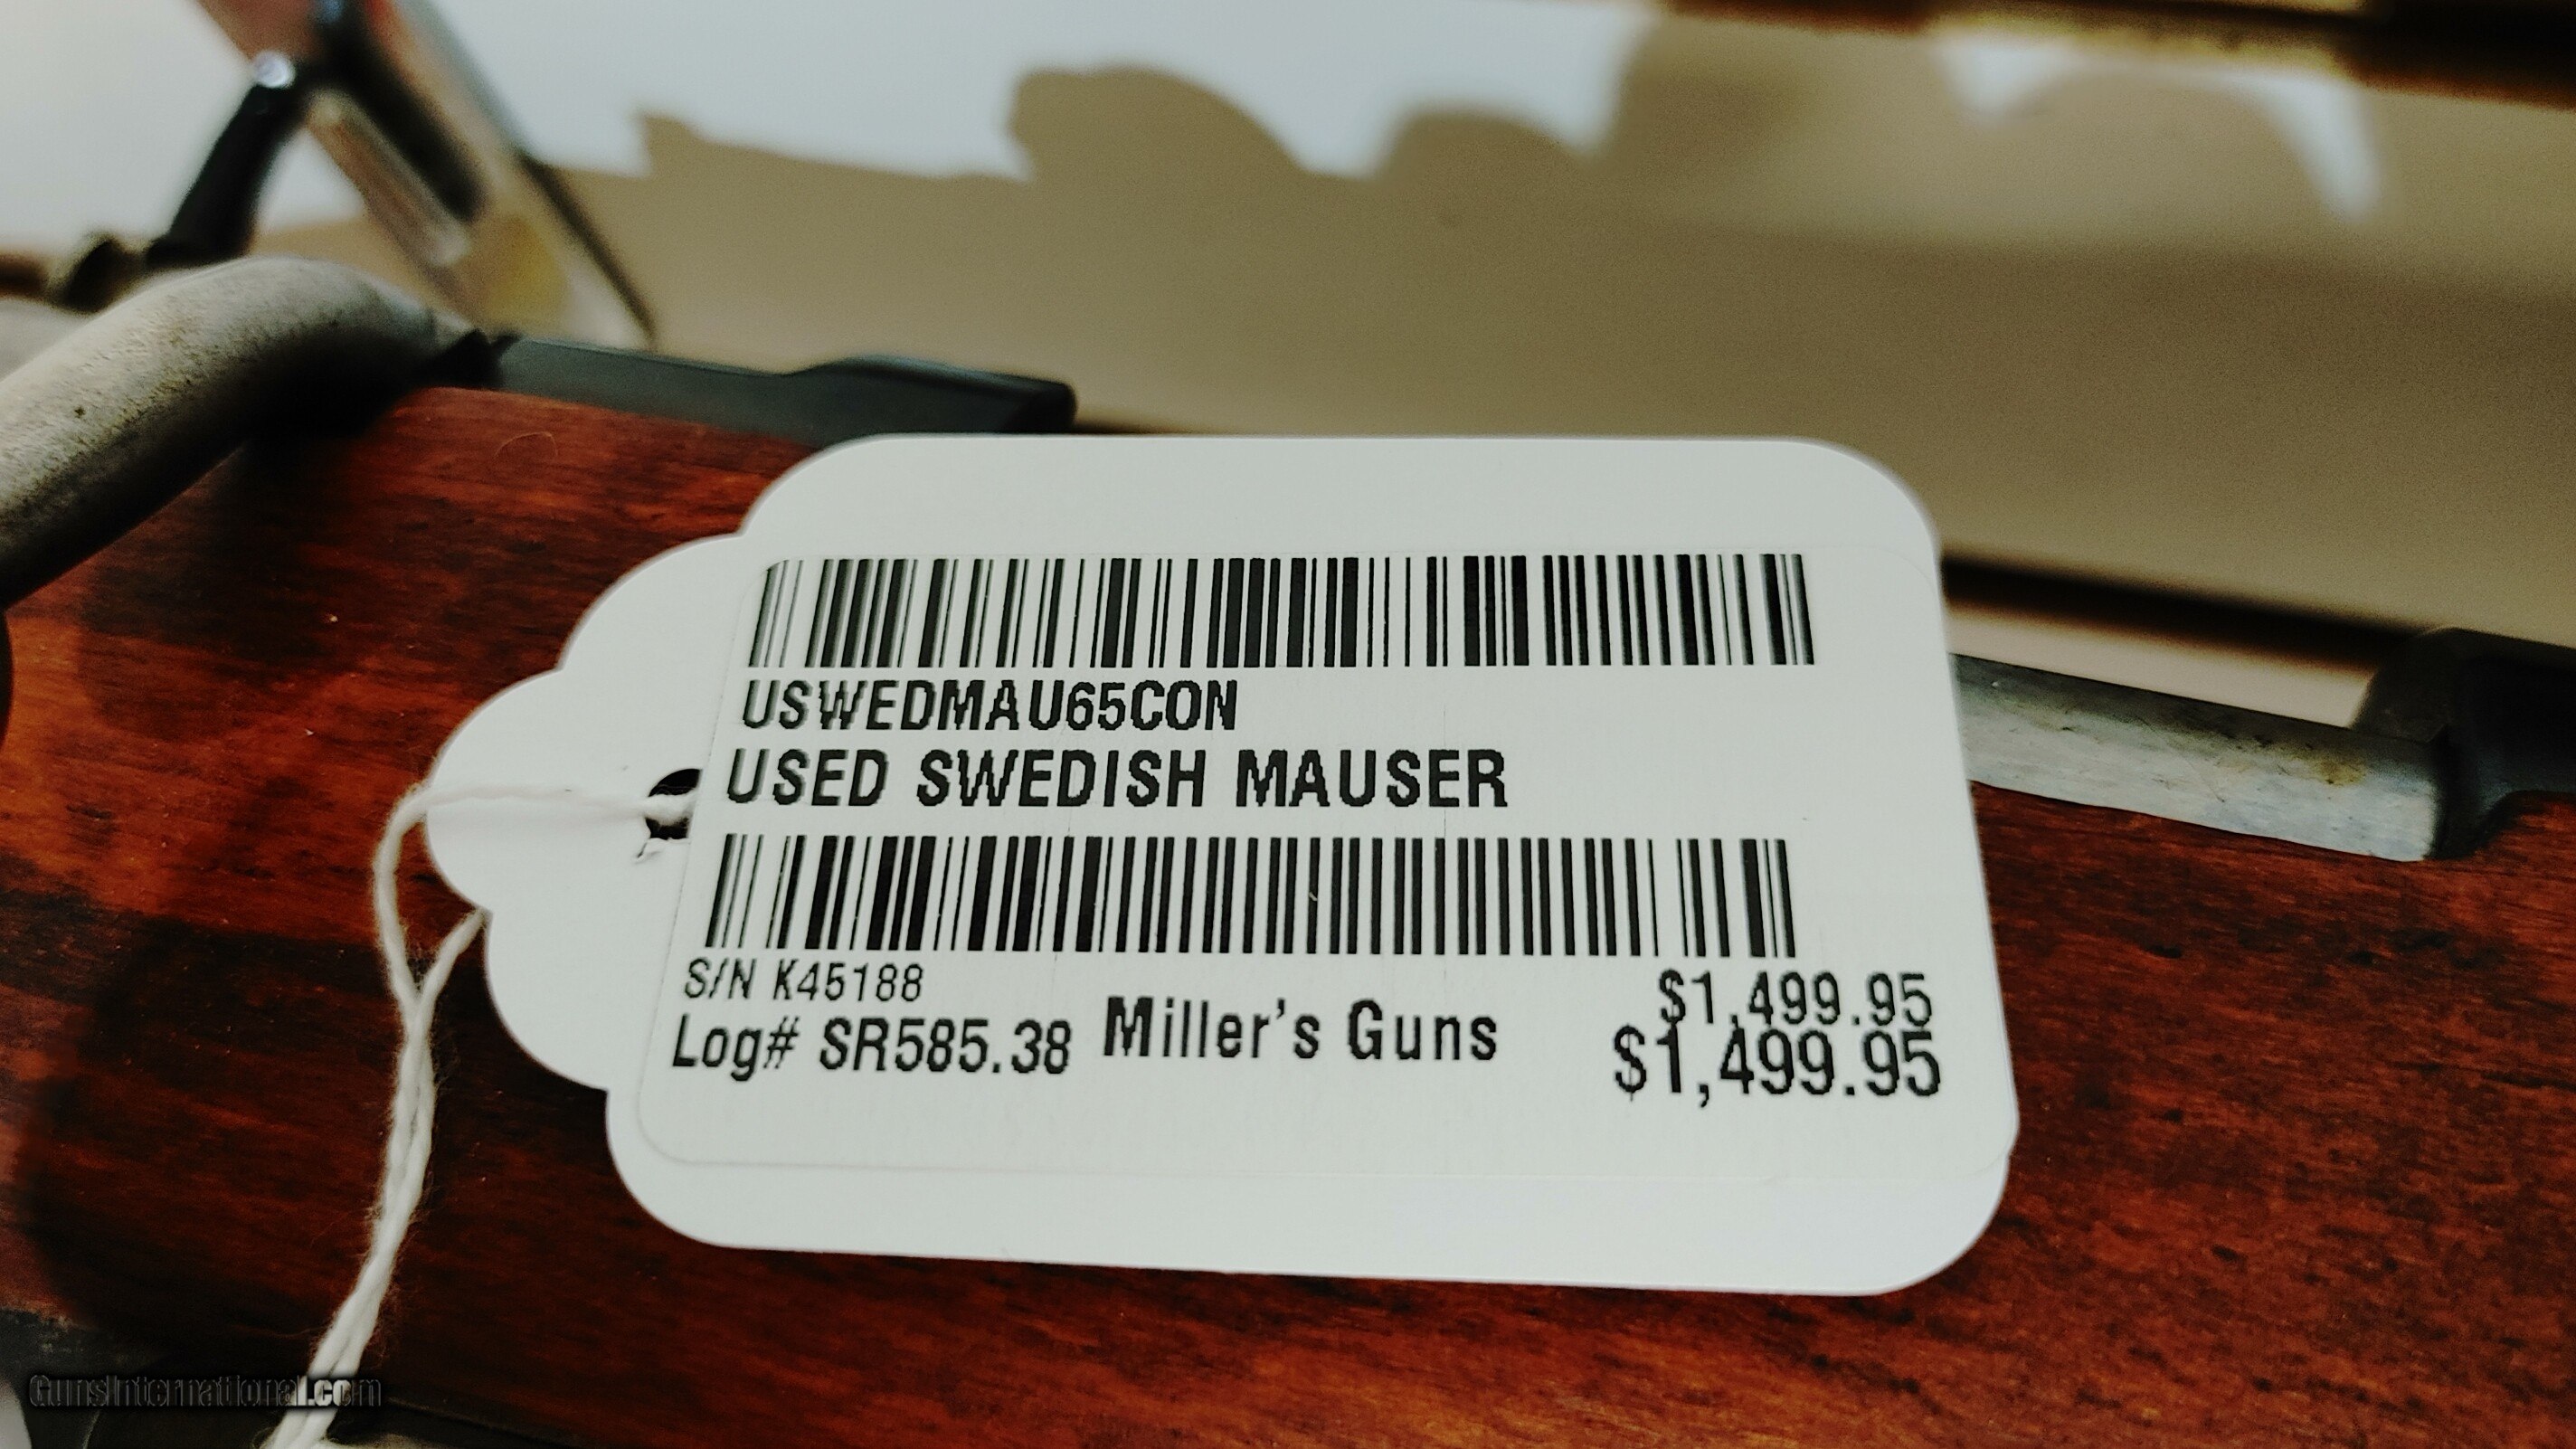 USWEDMAU65CON
USED SWEDISH MAUSER
S/N K45188
$1,499.95
Log# SR585.38 Miller's Guns $1,499.95
GunsInternational.com